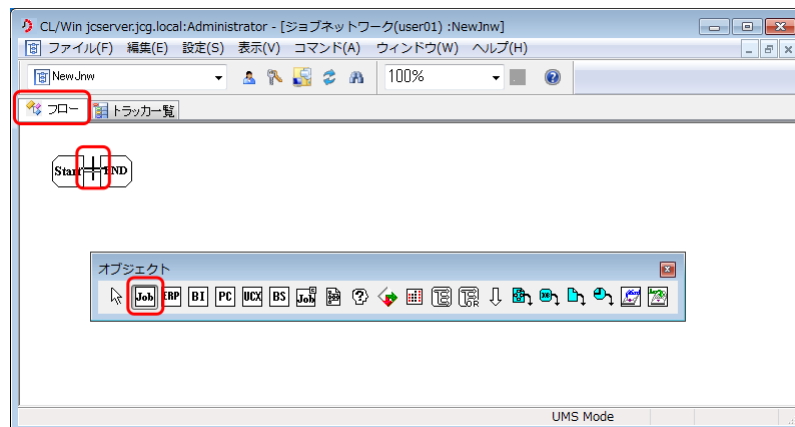 CL/Win jcserver.jcg.local:Administrator - [ジョブネットワーク(user01) :NewJnw]
ファイル(F) 編集(E) 設定(S) 表示(V) コマンド(A) ウィンドウ(W) ヘルプ(H)
NewJnw 100%
フロー トラッカー一覧
Start END
オブジェクト
Job ERP BI PC UCX BS Job OR
UMS Mode